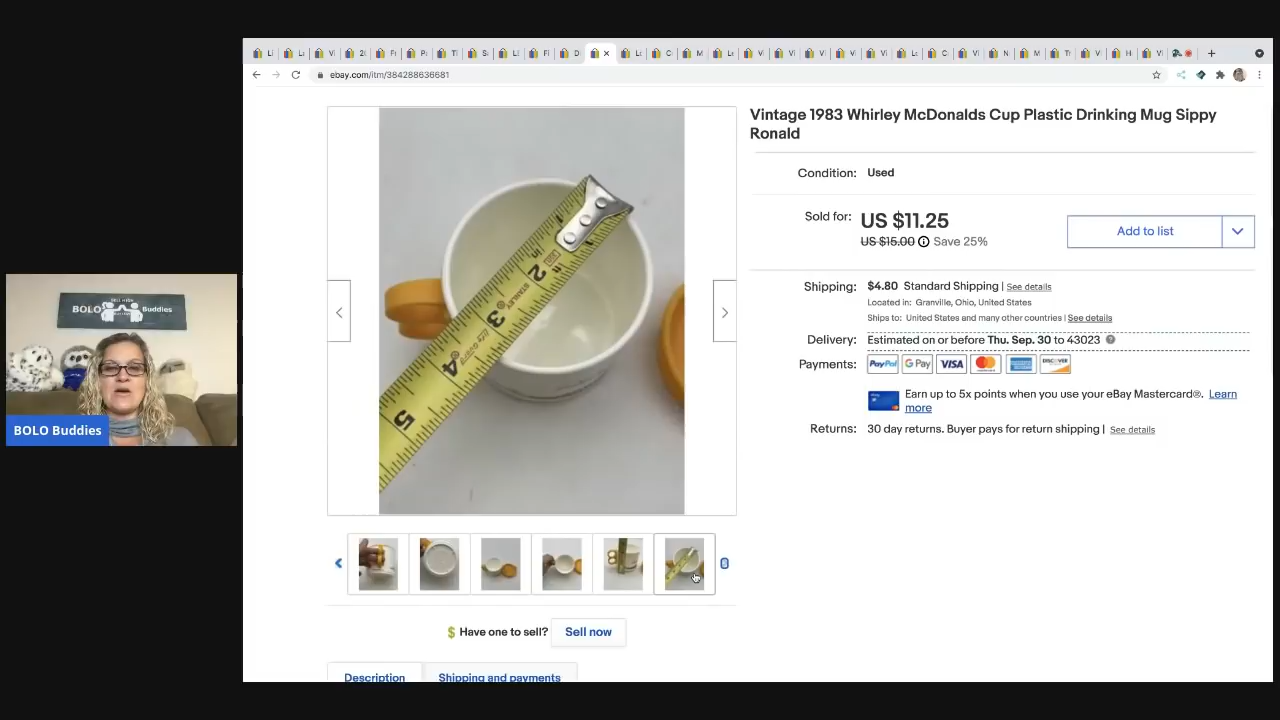 ebay.com/itm/384288636681
Vintage 1983 Whirley McDonalds Cup Plastic Drinking Mug Sippy
Ronald
Condition: Used
Sold for: US $11.25
US $15.00 Save 25%
Add to list
Shipping: $4.80 Standard Shipping | See details
Located in: Granville, Ohio, United States
Ships to: United States and many other countries | See details
Delivery: Estimated on or before Thu. Sep. 30 to 43023
Payments: PayPal G Pay VISA DISCOVER
Earn up to 5x points when you use your eBay Mastercard®. Learn
more
Returns: 30 day returns. Buyer pays for return shipping | See details
2
3
4
5
STANLEY
BOLO Buddies
BOLO Buddies
$ Have one to sell? Sell now
Description
Shipping and payments